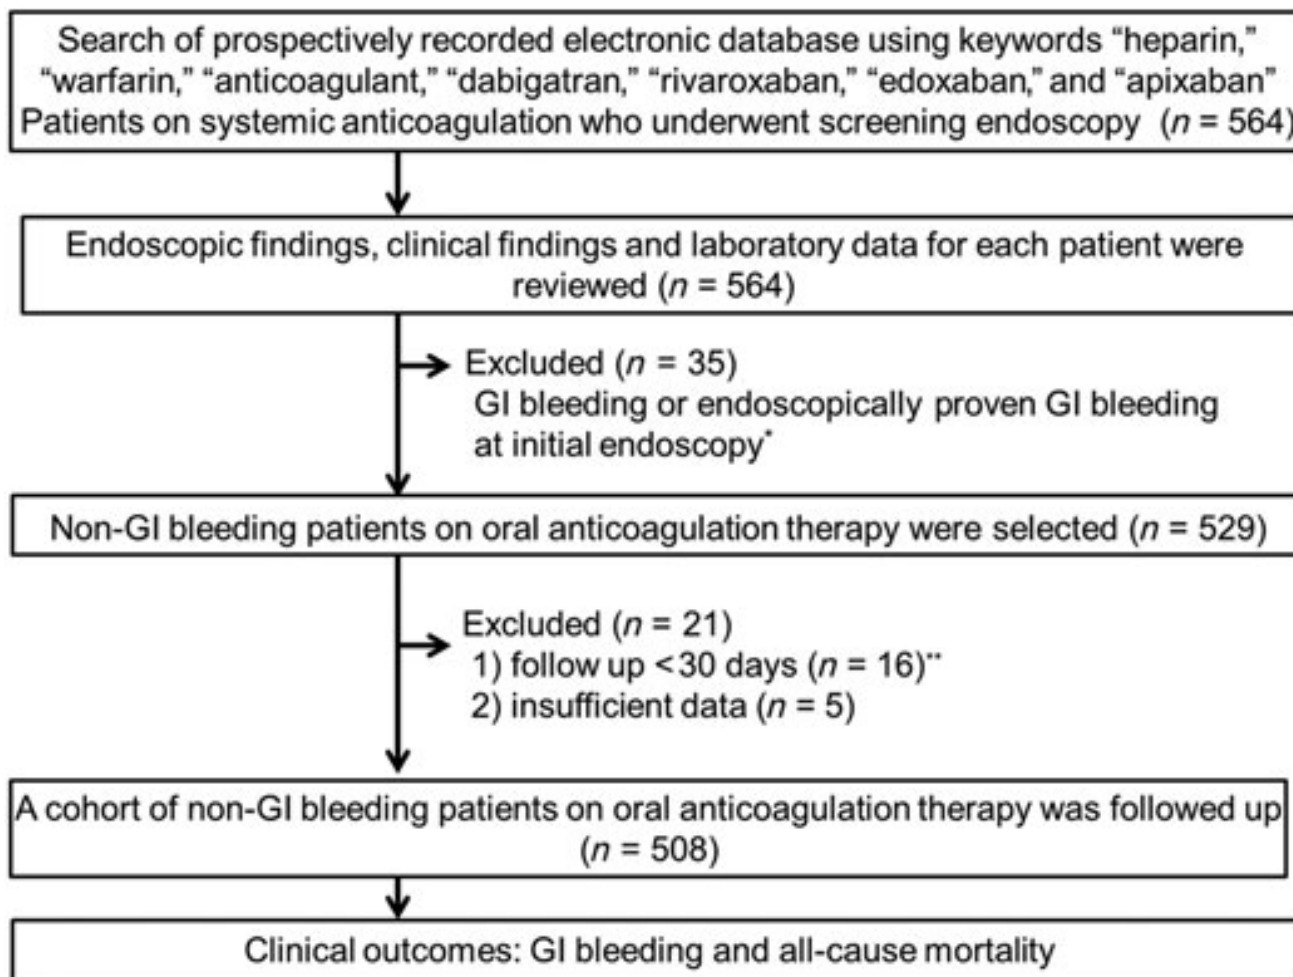 Search of prospectively recorded electronic database using keywords “heparin,”
“warfarin,” “anticoagulant,” “dabigatran,” “rivaroxaban,” “edoxaban,” and “apixaban”
Patients on systemic anticoagulation who underwent screening endoscopy (n = 564)
Endoscopic findings, clinical findings and laboratory data for each patient were
reviewed (n = 564)
Excluded (n = 35)
GI bleeding or endoscopically proven GI bleeding
at initial endoscopy*
Non-GI bleeding patients on oral anticoagulation therapy were selected (n = 529)
Excluded (n = 21)
1) follow up <30 days (n = 16)**
2) insufficient data (n = 5)
A cohort of non-GI bleeding patients on oral anticoagulation therapy was followed up
(n = 508)
Clinical outcomes: GI bleeding and all-cause mortality